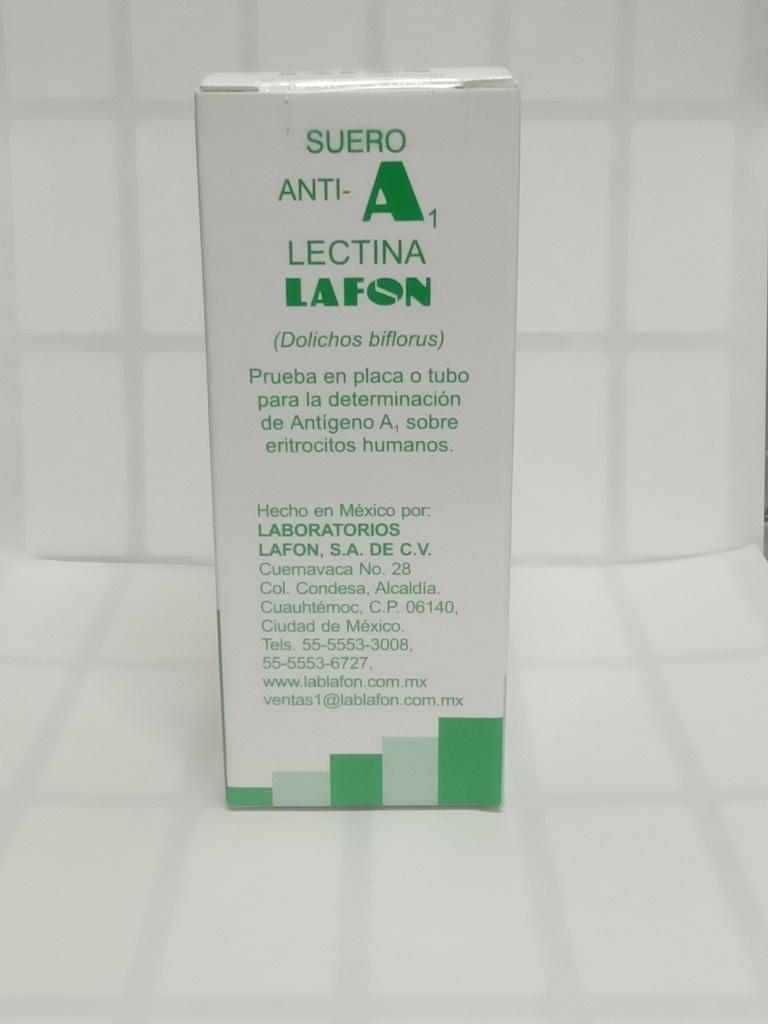 SUERO
ANTI-A₁
LECTINA
LAFON
(Dolichos biflorus)
Prueba en placa o tubo
para la determinación
de Antígeno A₁ sobre
eritrocitos humanos.
Hecho en México por:
LABORATORIOS
LAFON, S.A. DE C.V.
Cuernavaca No. 28
Col. Condesa, Alcaldía.
Cuauhtémoc, C.P. 06140,
Ciudad de México.
Tels. 55-5553-3008,
55-5553-6727,
www.lablafon.com.mx
ventas1@lablafon.com.mx